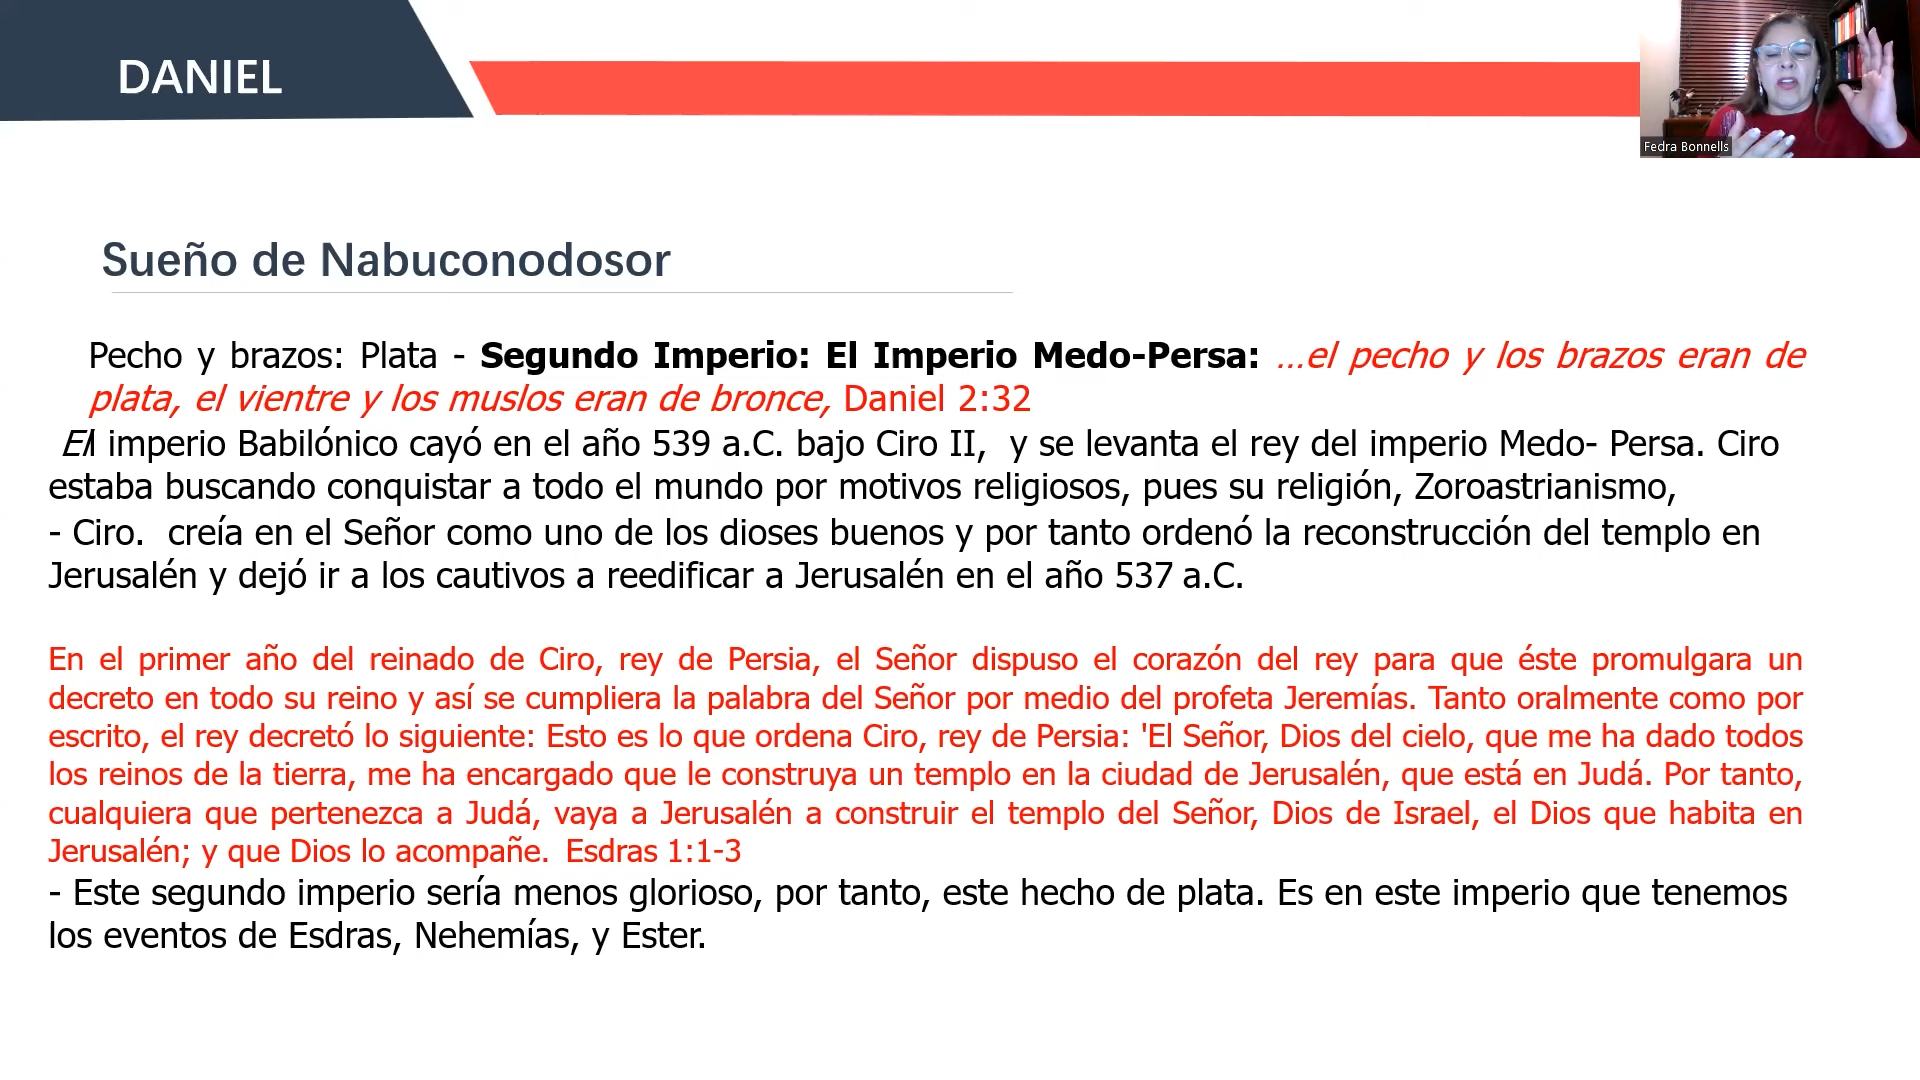 DANIEL
Fedra Bonnells
Sueño de Nabuconodosor
Pecho y brazos: Plata - Segundo Imperio: El Imperio Medo-Persa: ...el pecho y los brazos eran de
plata, el vientre y los muslos eran de bronce, Daniel 2:32
El imperio Babilónico cayó en el año 539 a.C. bajo Ciro II, y se levanta el rey del imperio Medo- Persa. Ciro
estaba buscando conquistar a todo el mundo por motivos religiosos, pues su religión, Zoroastrianismo,
- Ciro. creía en el Señor como uno de los dioses buenos y por tanto ordenó la reconstrucción del templo en
Jerusalén y dejó ir a los cautivos a reedificar a Jerusalén en el año 537 a.C.
En el primer año del reinado de Ciro, rey de Persia, el Señor dispuso el corazón del rey para que éste promulgara un
decreto en todo su reino y así se cumpliera la palabra del Señor por medio del profeta Jeremías. Tanto oralmente como por
escrito, el rey decretó lo siguiente: Esto es lo que ordena Ciro, rey de Persia: 'El Señor, Dios del cielo, que me ha dado todos
los reinos de la tierra, me ha encargado que le construya un templo en la ciudad de Jerusalén, que está en Judá. Por tanto,
cualquiera que pertenezca a Judá, vaya a Jerusalén a construir el templo del Señor, Dios de Israel, el Dios que habita en
Jerusalén; y que Dios lo acompañe. Esdras 1:1-3
- Este segundo imperio sería menos glorioso, por tanto, este hecho de plata. Es en este imperio que tenemos
los eventos de Esdras, Nehemías, y Ester.